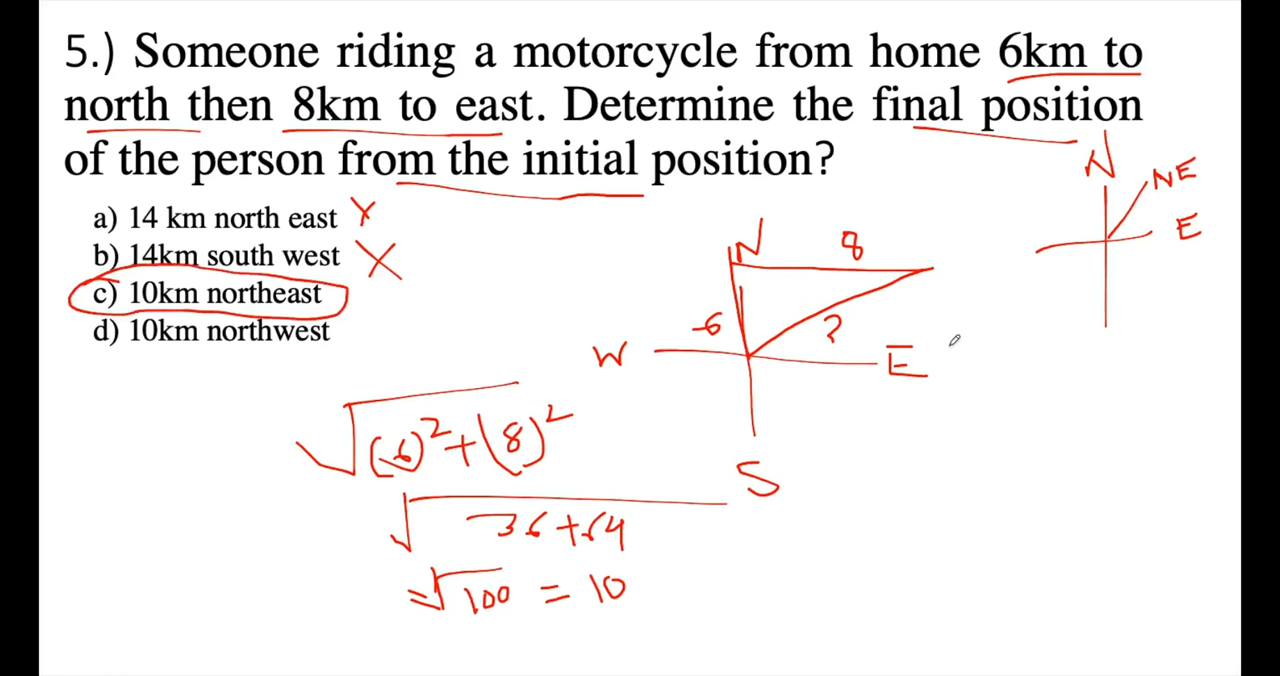 5.) Someone riding a motorcycle from home 6km to
north then 8km to east. Determine the final position
of the person from the initial position?
a) 14 km north east X
b) 14km south west X
c) 10km northeast
d) 10km northwest
N
NE
E
N
8
6
?
W
E
S
√(6)²+(8)²
√36+64
=√100 = 10